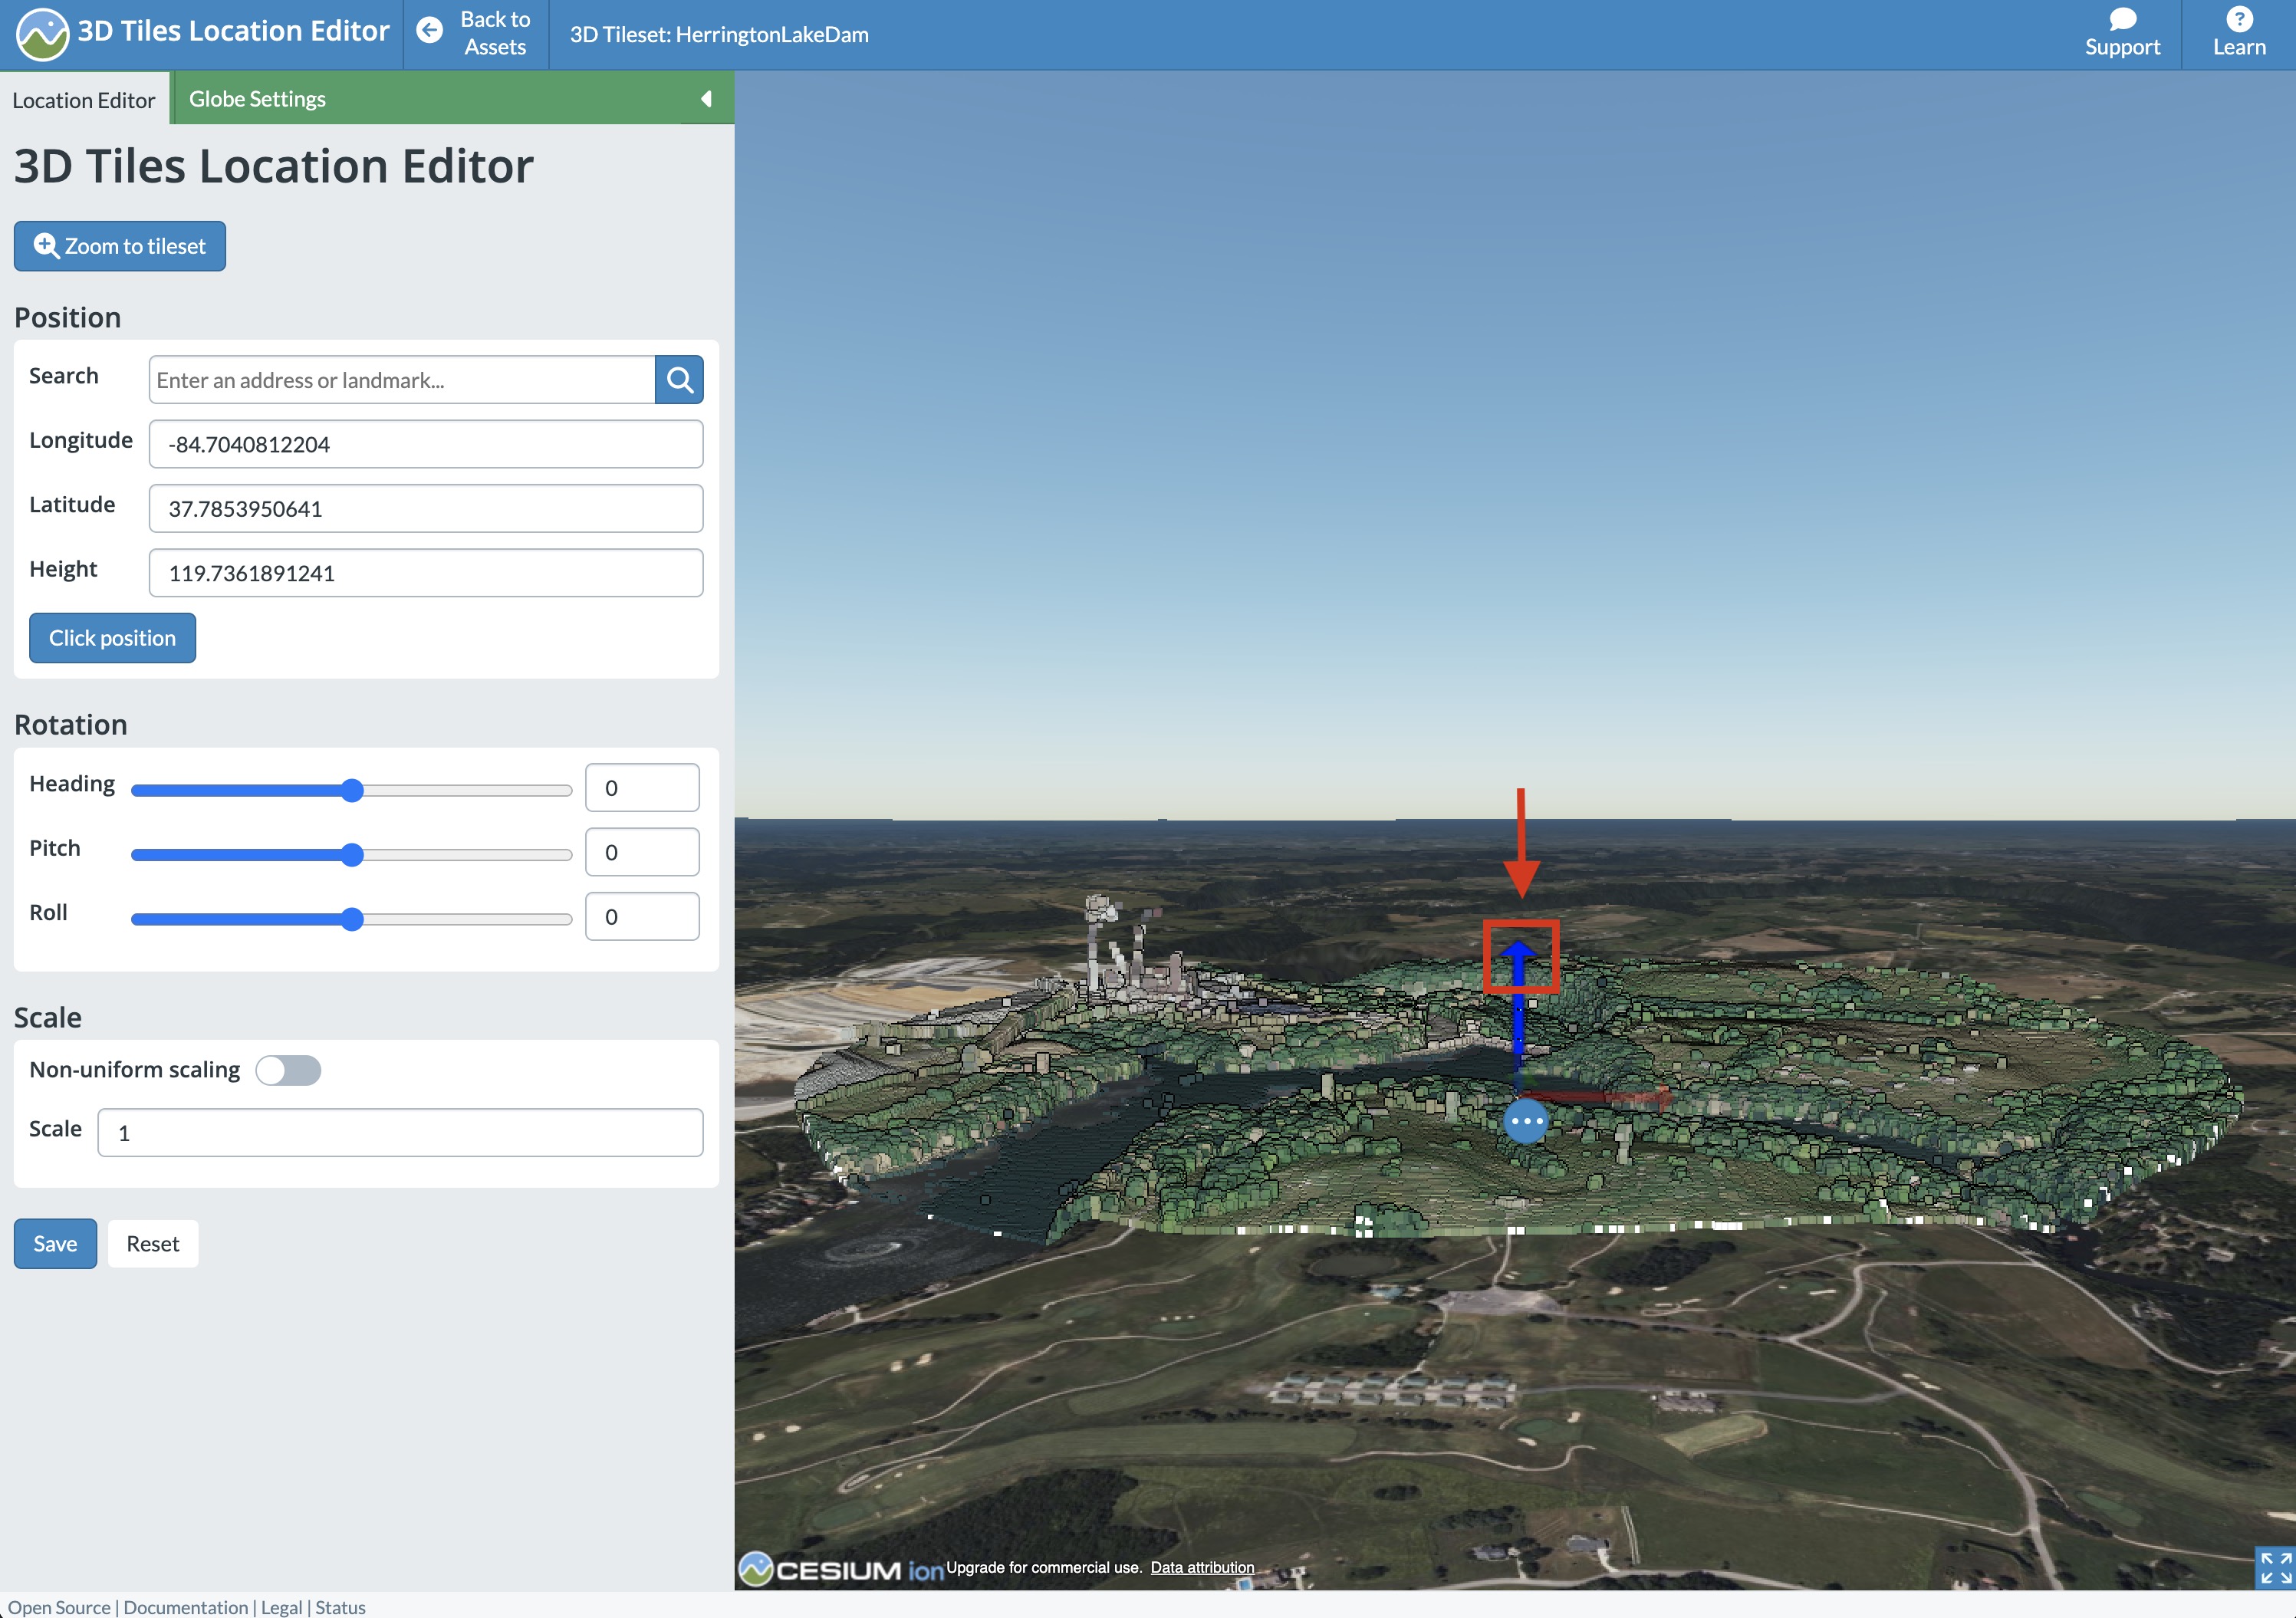 3D Tiles Location Editor
Back to
Assets
3D Tileset: HerringtonLakeDam
Support
Learn
Location Editor
Globe Settings
3D Tiles Location Editor
Zoom to tileset
Position
Search
Enter an address or landmark...
Longitude
-84.7040812204
Latitude
37.7853950641
Height
119.7361891241
Click position
Rotation
Heading
0
Pitch
0
Roll
0
Scale
Non-uniform scaling
Scale
1
Save
Reset
CESIUM ion Upgrade for commercial use. Data attribution
Open Source | Documentation | Legal | Status